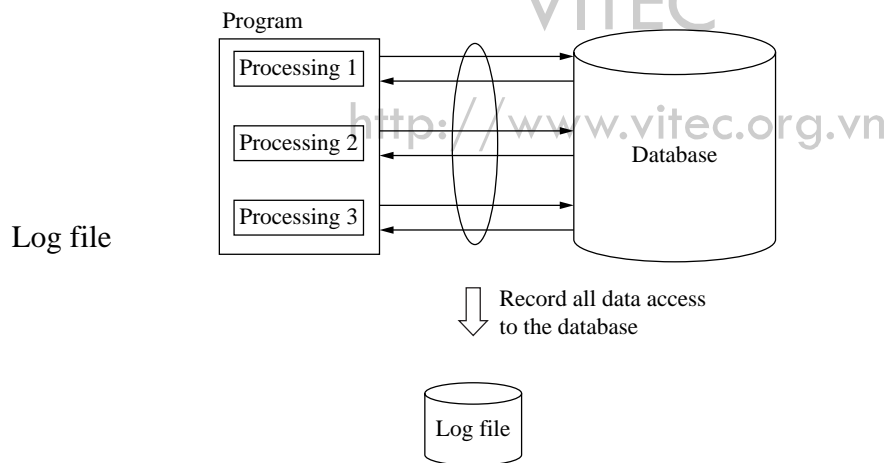 VITEC
Program
Processing 1
http://www.vitec.org.vn
Processing 2
Database
Processing 3
Log file
Record all data access
to the database
Log file